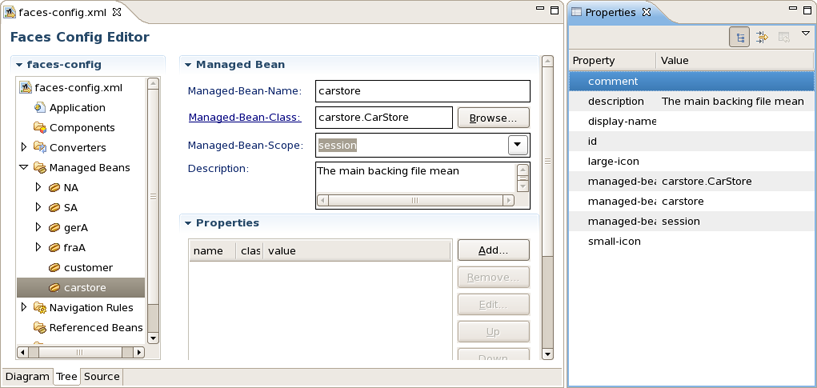 faces-config.xml
Faces Config Editor
faces-config
faces-config.xml
Application
Components
Converters
Managed Beans
NA
SA
gerA
fraA
customer
carstore
Navigation Rules
Referenced Beans
Managed Bean
Managed-Bean-Name: carstore
Managed-Bean-Class: carstore.CarStore Browse...
Managed-Bean-Scope: session
Description: The main backing file mean
Properties
name clas value
Add...
Remove...
Edit...
Up
Down
Diagram Tree Source
Properties
Property Value
comment
description The main backing file mean
display-name
id
large-icon
managed-bea carstore.CarStore
managed-bea carstore
managed-bea session
small-icon